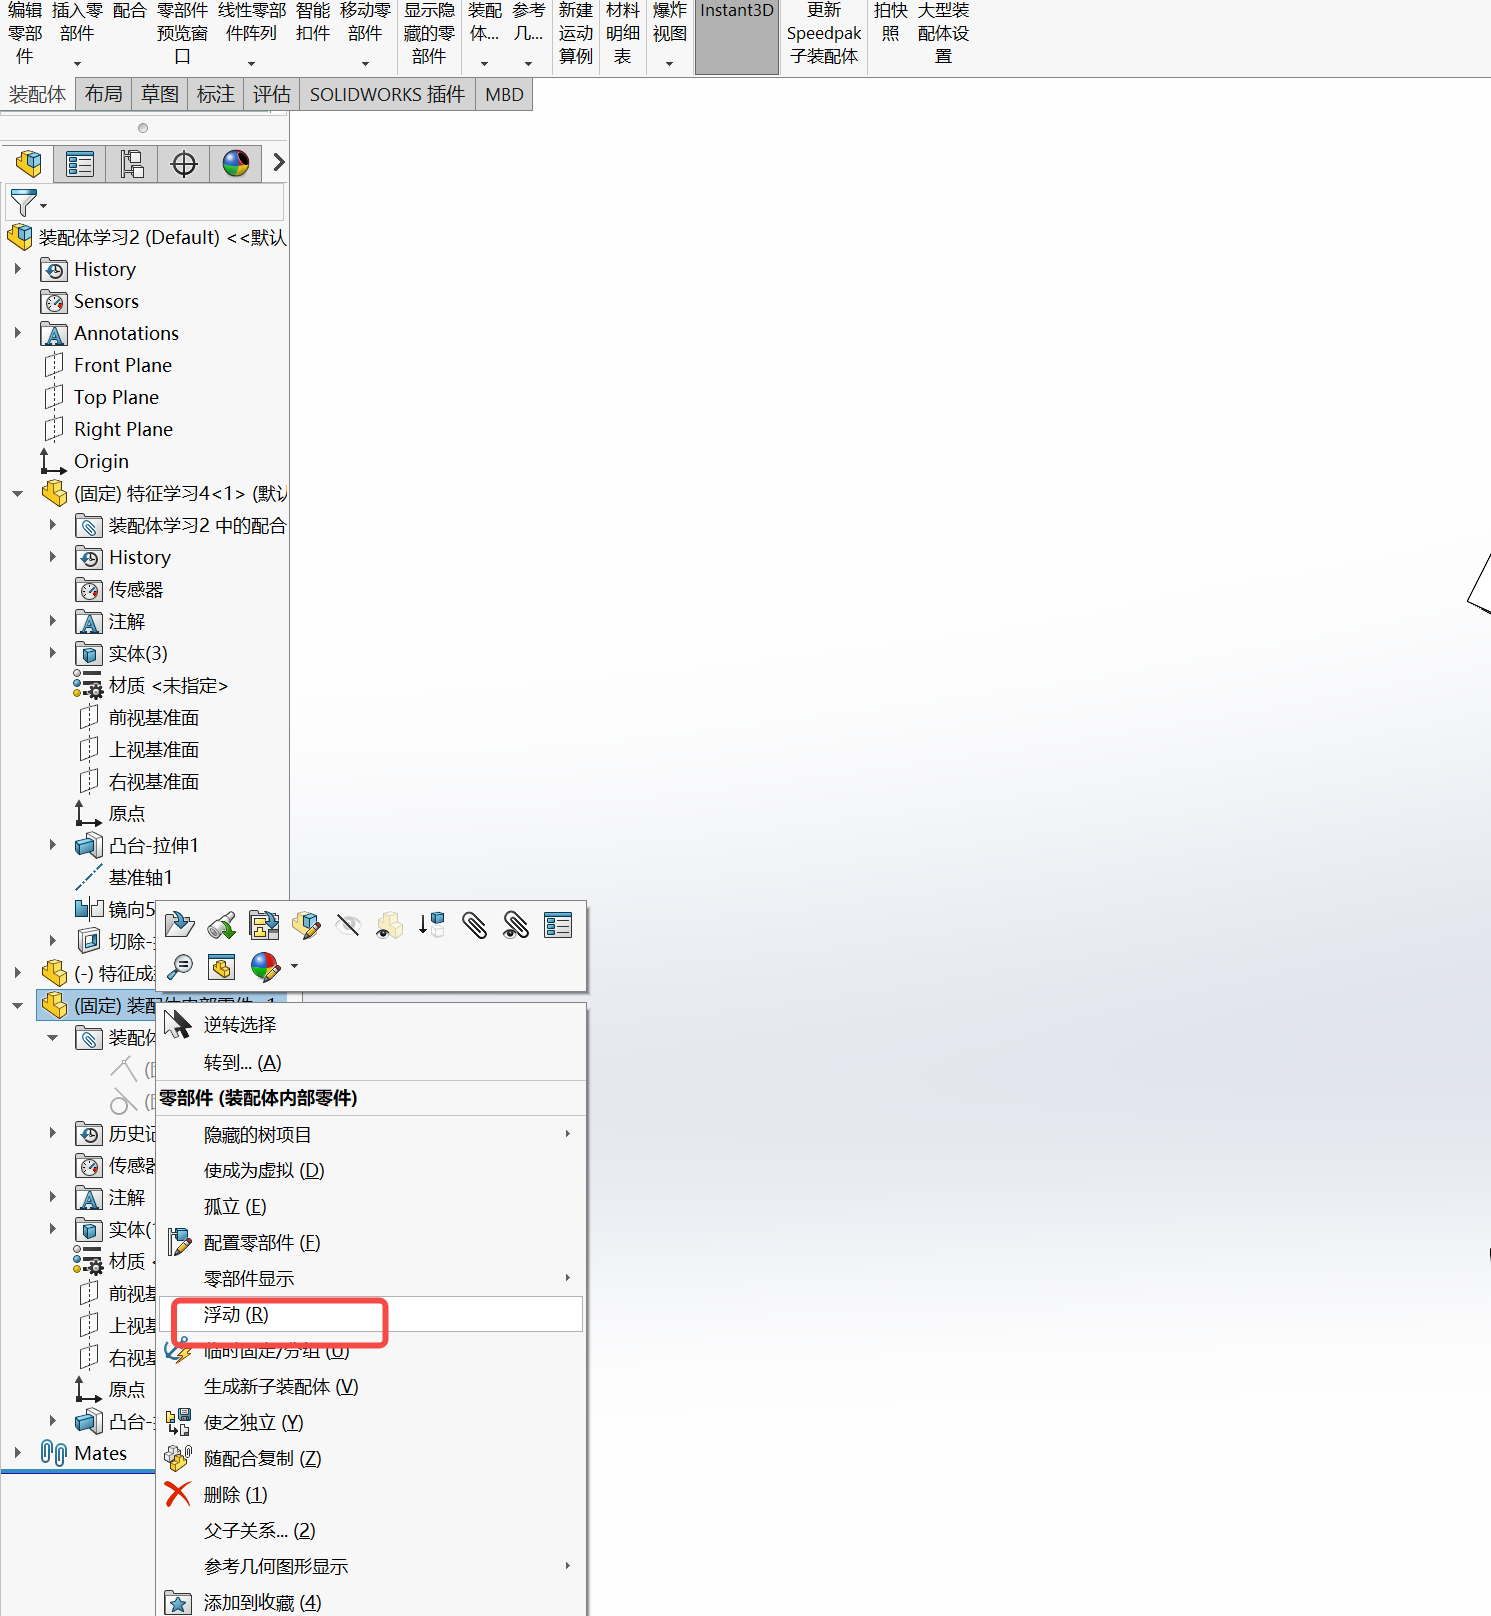 编辑 插入零 配合 零部件 线性零部 智能 移动零 显示隐 装配 参考 新建 材料 爆炸 Instant3D 更新 拍快 大型装
零部 部件 预览窗 件阵列 扣件 部件 藏的零 体... 几... 运动 明细 视图 Speedpak 照 配体设
件 口 部件 算例 表 子装配体 置
装配体 布局 草图 标注 评估 SOLIDWORKS 插件 MBD
装配体学习2 (Default) <<默认
History
Sensors
Annotations
Front Plane
Top Plane
Right Plane
Origin
(固定) 特征学习4<1> (默认
装配体学习2 中的配合
History
传感器
注解
实体(3)
材质 <未指定>
前视基准面
上视基准面
右视基准面
原点
凸台-拉伸1
基准轴1
镜向5
切除-
(-) 特征成
(固定) 装配体内部零件
逆转选择
装配体
转到... (A)
零部件 (装配体内部零件)
历史记
隐藏的树项目
传感器
使成为虚拟 (D)
注解
孤立 (E)
实体(
配置零部件 (F)
材质
零部件显示
前视基
浮动 (R)
上视基
临时固定/分组 (U)
右视基
原点
生成新子装配体 (V)
凸台-
使之独立 (Y)
Mates
随配合复制 (Z)
删除 (1)
父子关系... (2)
参考几何图形显示
添加到收藏 (4)